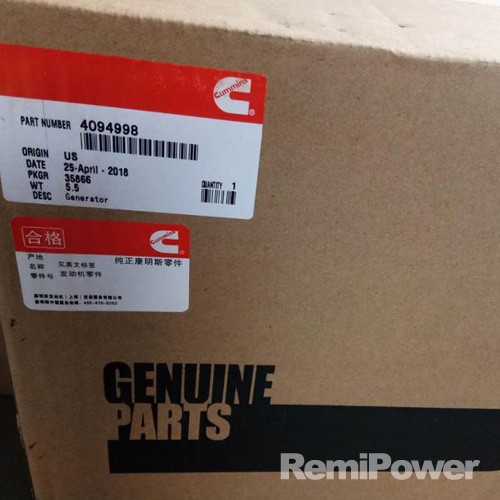 Cummins
PART NUMBER 4094998
ORIGIN US
DATE 25-April - 2018
PKGR 35866
WT 5.5
DESC Generator
QUANTITY 1
合格
Cummins
产地 纯正康明斯零件
名称 见英文标签
零件号 发动机零件
GENUINE
PARTS
RemiPower